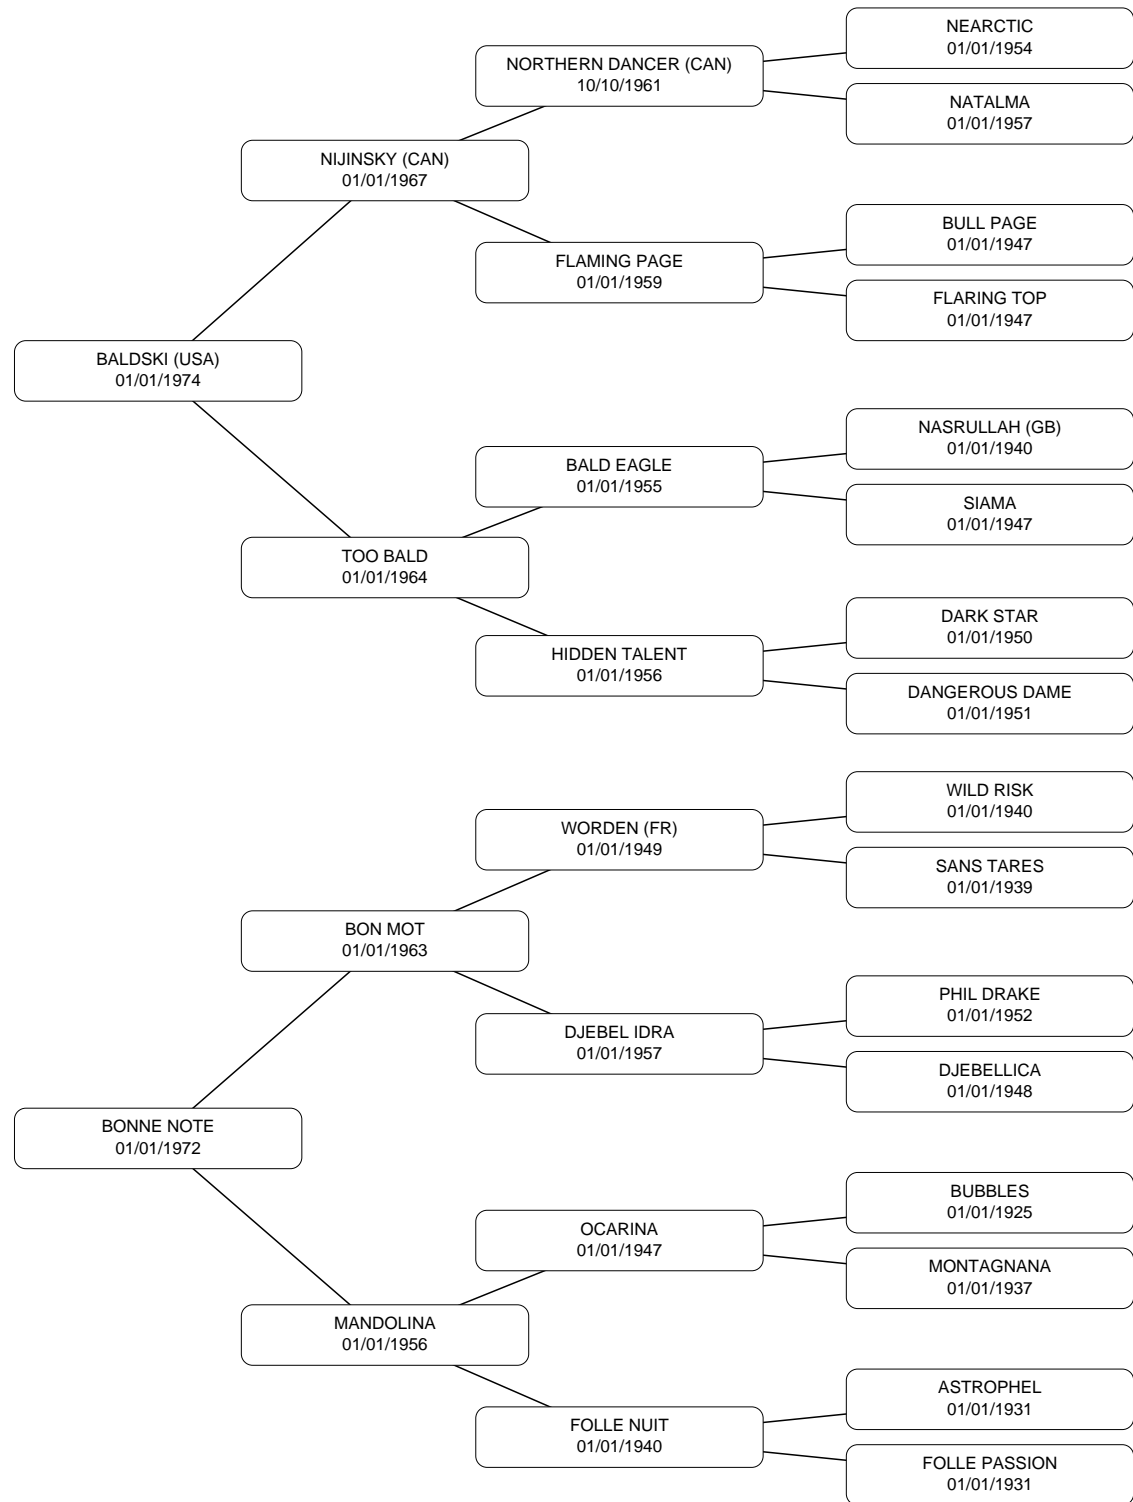 NEARCTIC
01/01/1954
NORTHERN DANCER (CAN)
10/10/1961
NATALMA
01/01/1957
NIJINSKY (CAN)
01/01/1967
BULL PAGE
01/01/1947
FLAMING PAGE
01/01/1959
FLARING TOP
01/01/1947
BALDSKI (USA)
01/01/1974
NASRULLAH (GB)
01/01/1940
BALD EAGLE
01/01/1955
SIAMA
01/01/1947
TOO BALD
01/01/1964
DARK STAR
01/01/1950
HIDDEN TALENT
01/01/1956
DANGEROUS DAME
01/01/1951
WILD RISK
01/01/1940
WORDEN (FR)
01/01/1949
SANS TARES
01/01/1939
BON MOT
01/01/1963
PHIL DRAKE
01/01/1952
DJEBEL IDRA
01/01/1957
DJEBELLICA
01/01/1948
BONNE NOTE
01/01/1972
BUBBLES
01/01/1925
OCARINA
01/01/1947
MONTAGNANA
01/01/1937
MANDOLINA
01/01/1956
ASTROPHEL
01/01/1931
FOLLE NUIT
01/01/1940
FOLLE PASSION
01/01/1931